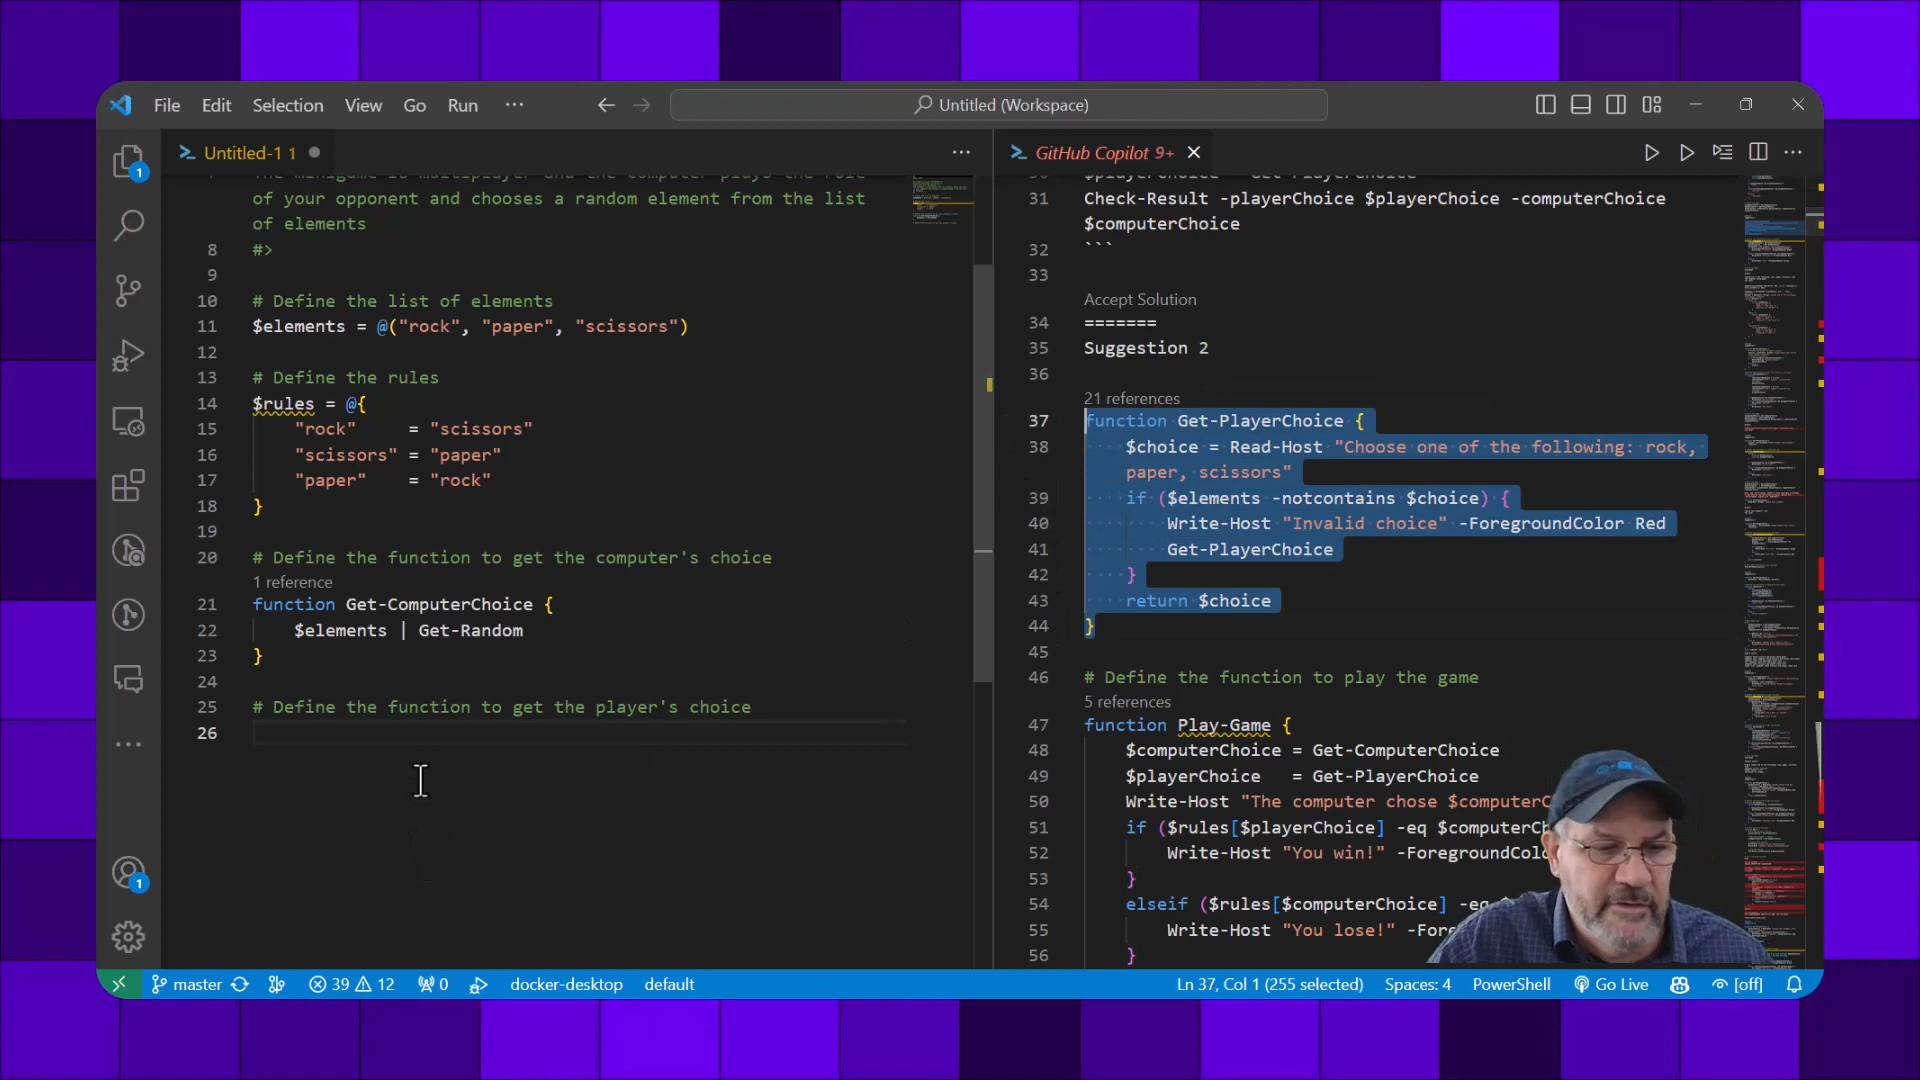 File Edit Selection View Go Run ···
Untitled (Workspace)
Untitled-1 1
GitHub Copilot 9+
of your opponent and chooses a random element from the list
of elements
8 #>
9
10 # Define the list of elements
11 $elements = @("rock", "paper", "scissors")
12
13 # Define the rules
14 $rules = @{
15 "rock" = "scissors"
16 "scissors" = "paper"
17 "paper" = "rock"
18 }
19
20 # Define the function to get the computer's choice
1 reference
21 function Get-ComputerChoice {
22 $elements | Get-Random
23 }
24
25 # Define the function to get the player's choice
26
31 Check-Result -playerChoice $playerChoice -computerChoice
$computerChoice
32 ```
33
Accept Solution
34 =======
35 Suggestion 2
36
21 references
37 function Get-PlayerChoice {
38 $choice = Read-Host "Choose one of the following: rock,
paper, scissors"
39 if ($elements -notcontains $choice) {
40 Write-Host "Invalid choice" -ForegroundColor Red
41 Get-PlayerChoice
42 }
43 return $choice
44 }
45
46 # Define the function to play the game
5 references
47 function Play-Game {
48 $computerChoice = Get-ComputerChoice
49 $playerChoice = Get-PlayerChoice
50 Write-Host "The computer chose $computerC
51 if ($rules[$playerChoice] -eq $computerCh
52 Write-Host "You win!" -ForegroundColo
53 }
54 elseif ($rules[$computerChoice] -eq
55 Write-Host "You lose!" -Fore
56 }
1
1
master 39 12 0 docker-desktop default Ln 37, Col 1 (255 selected) Spaces: 4 PowerShell Go Live [off]